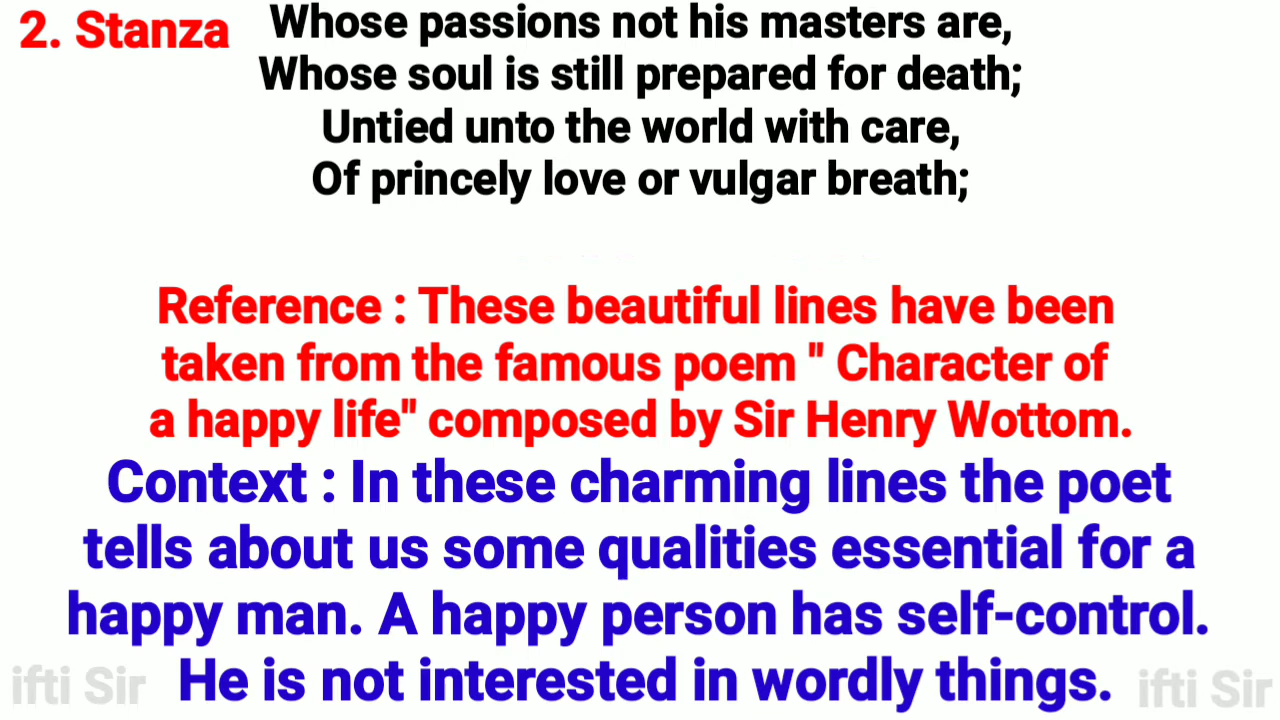 2. Stanza
Whose passions not his masters are,
Whose soul is still prepared for death;
Untied unto the world with care,
Of princely love or vulgar breath;
Reference : These beautiful lines have been
taken from the famous poem " Character of
a happy life" composed by Sir Henry Wottom.
Context : In these charming lines the poet
tells about us some qualities essential for a
happy man. A happy person has self-control.
He is not interested in wordly things.
ifti Sir
ifti Sir